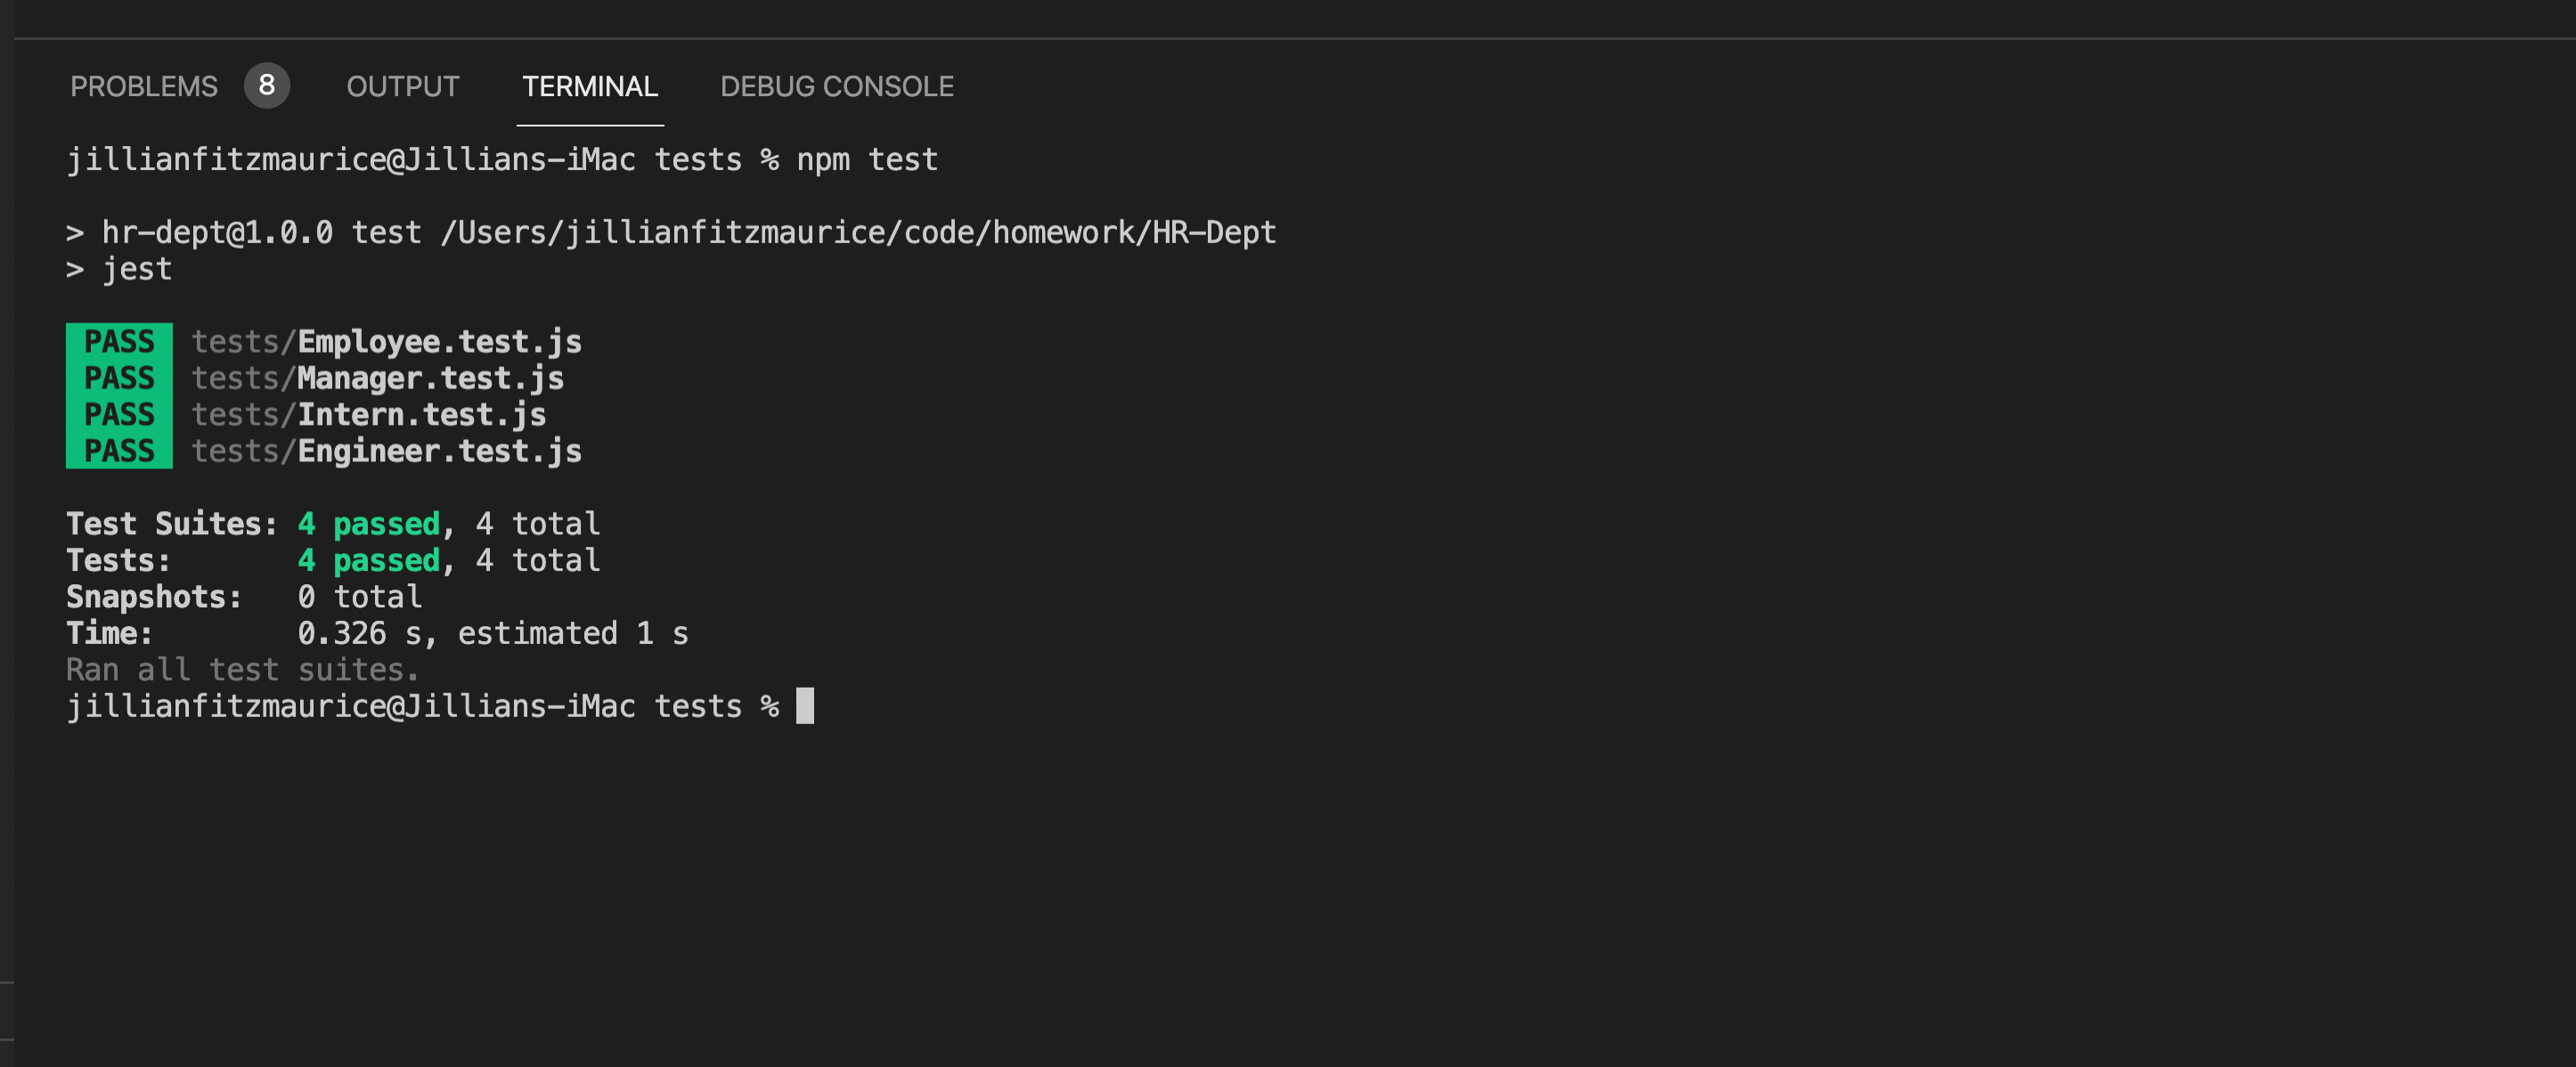 PROBLEMS 8 OUTPUT TERMINAL DEBUG CONSOLE
jillianfitzmaurice@Jillians-iMac tests % npm test
> hr-dept@1.0.0 test /Users/jillianfitzmaurice/code/homework/HR-Dept
> jest
PASS tests/Employee.test.js
PASS tests/Manager.test.js
PASS tests/Intern.test.js
PASS tests/Engineer.test.js
Test Suites: 4 passed, 4 total
Tests: 4 passed, 4 total
Snapshots: 0 total
Time: 0.326 s, estimated 1 s
Ran all test suites.
jillianfitzmaurice@Jillians-iMac tests %